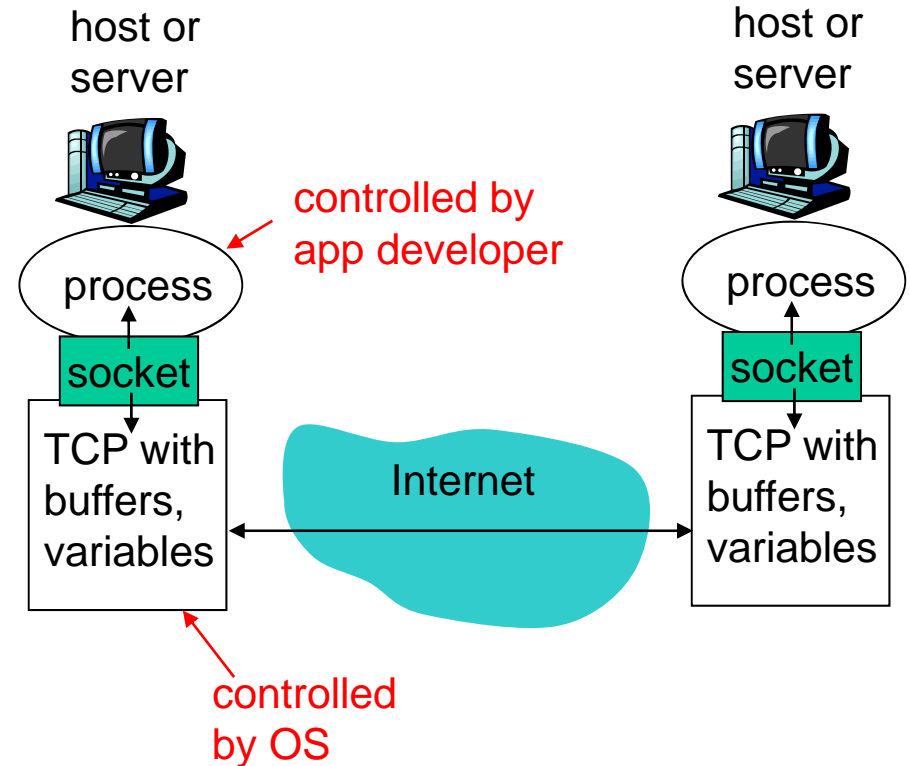 host or
server
host or
server
controlled by
app developer
process
process
socket
socket
TCP with
buffers,
variables
Internet
TCP with
buffers,
variables
controlled
by OS